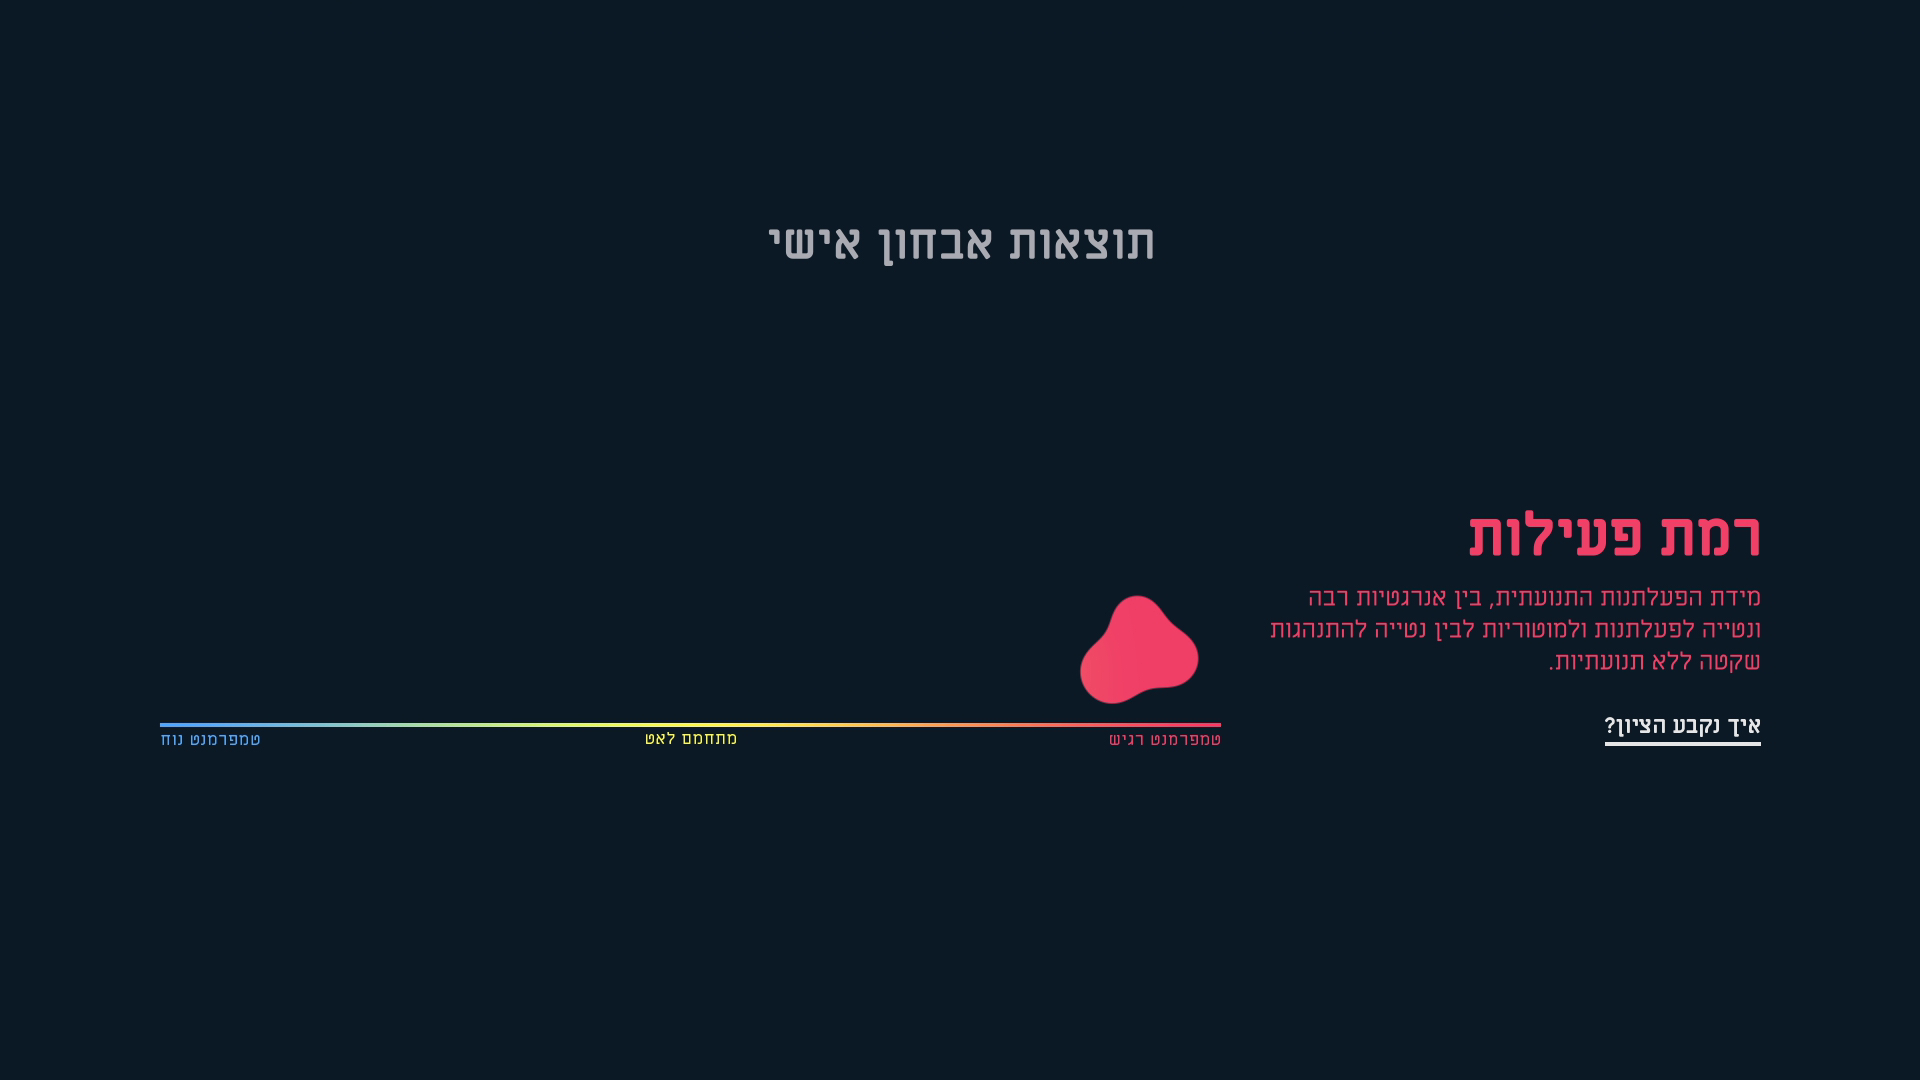 תוצאות אבחון אישי
רמת פעילות
מידת הפעלתנות התנועתית, בין אנרגטיות רבה
ונטייה לפעלתנות ולמוטוריות לבין נטייה להתנהגות
שקטה ללא תנועתיות.
איך נקבע הציון?
טמפרמנט רגיש
מתחמם לאט
טמפרמנט נוח